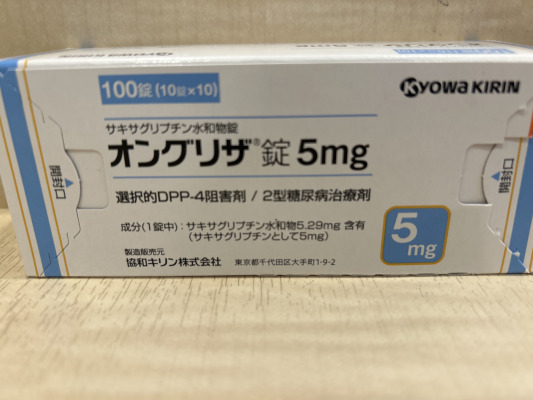 100錠(10錠×10)
KYOWA KIRIN
サキサグリプチン水和物錠
オングリザ®錠 5mg
選択的DPP-4阻害剤 / 2型糖尿病治療剤
成分(1錠中):サキサグリプチン水和物5.29mg 含有
(サキサグリプチンとして5mg)
5
mg
製造販売元
協和キリン株式会社 東京都千代田区大手町1-9-2
開封口
開封口